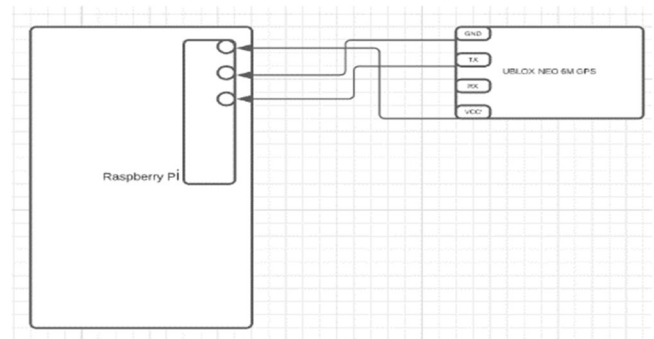 GND
TX
UBLOX NEO 6M GPS
RX
VCC
Raspberry Pi